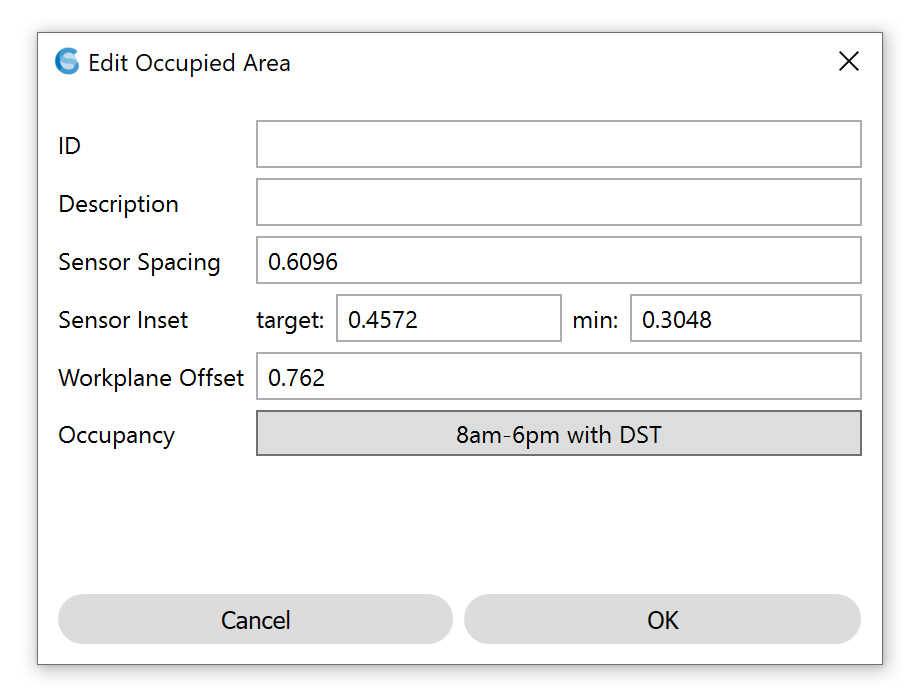 Edit Occupied Area
ID
Description
Sensor Spacing 0.6096
Sensor Inset target: 0.4572 min: 0.3048
Workplane Offset 0.762
Occupancy 8am-6pm with DST
Cancel OK